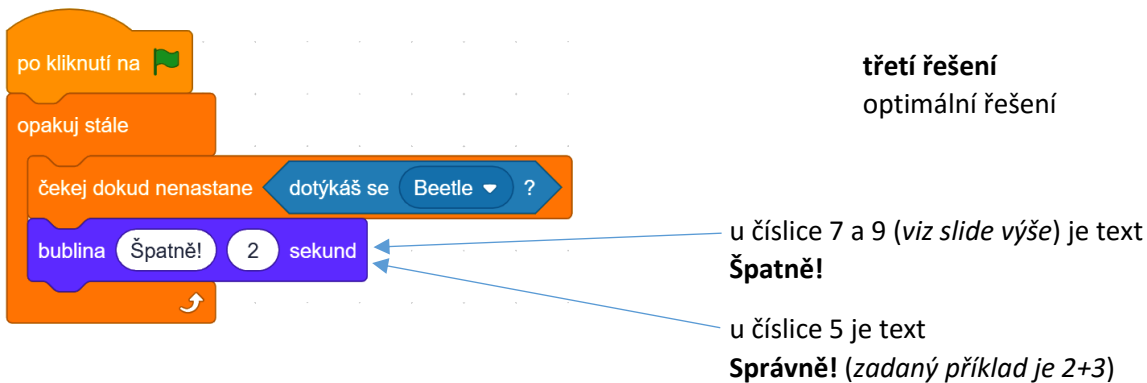 po kliknutí na
opakuj stále
čekej dokud nenastane dotýkáš se Beetle ?
bublina Špatně! 2 sekund
třetí řešení
optimální řešení
u číslice 7 a 9 (viz slide výše) je text
Špatně!
u číslice 5 je text
Správně! (zadaný příklad je 2+3)